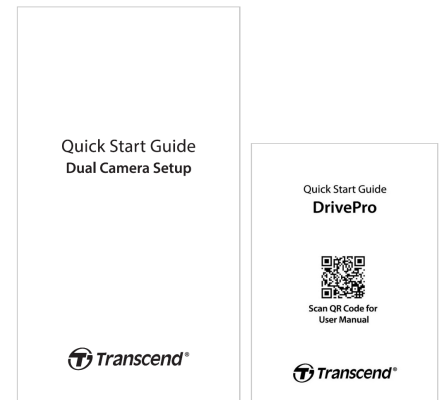 Quick Start Guide
Dual Camera Setup
Transcend®
Quick Start Guide
DrivePro
Scan QR Code for
User Manual
Transcend®